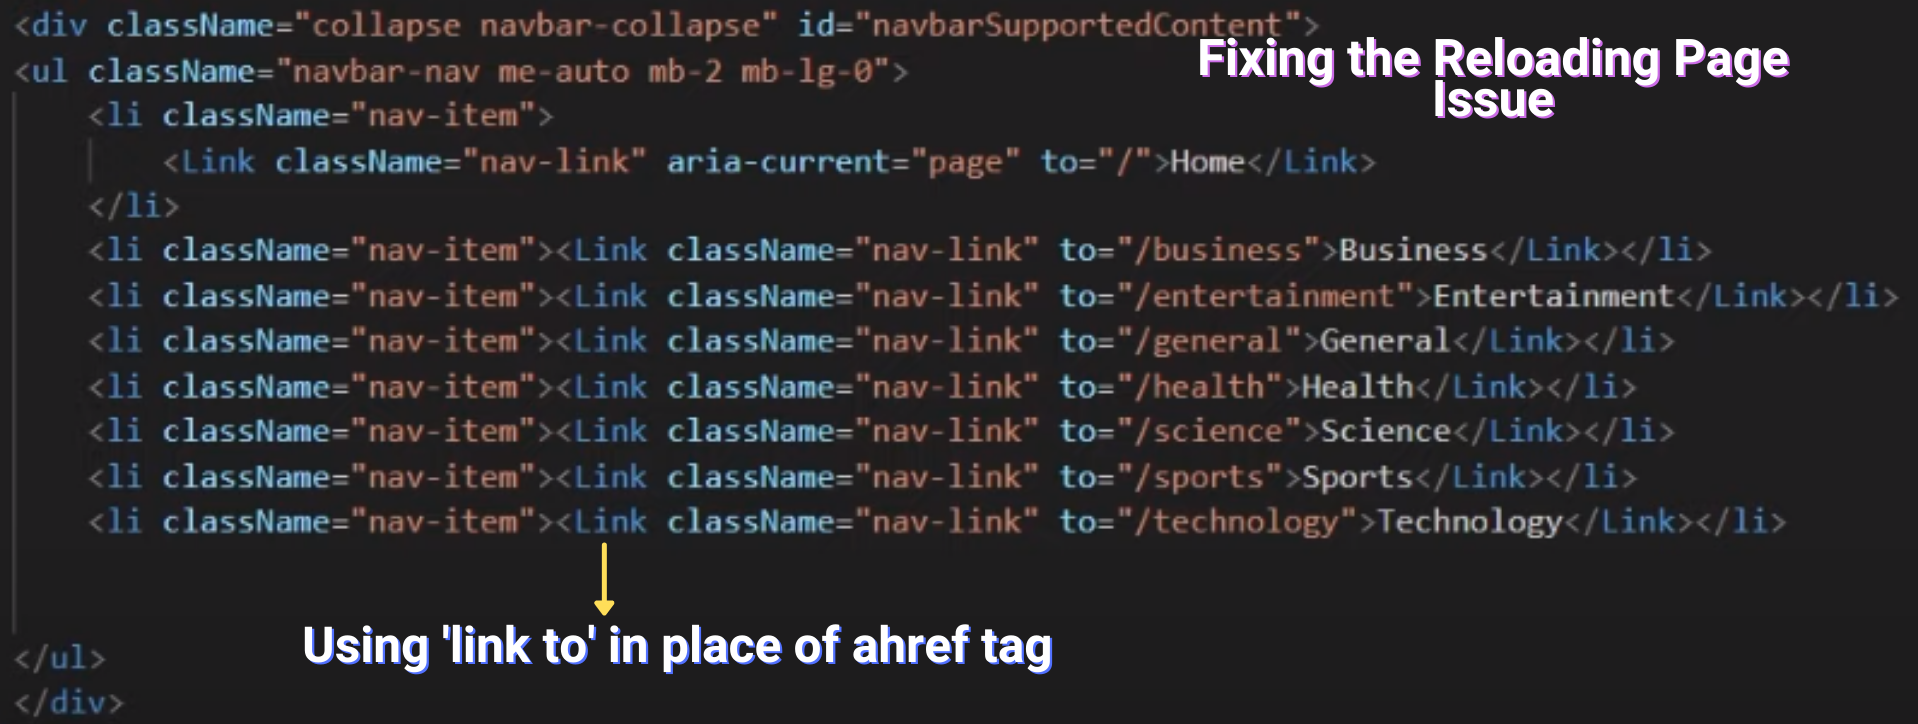 <div className="collapse navbar-collapse" id="navbarSupportedContent">
Fixing the Reloading Page
Issue
<ul className="navbar-nav me-auto mb-2 mb-lg-0">
<li className="nav-item">
<Link className="nav-link" aria-current="page" to="/">Home</Link>
</li>
<li className="nav-item"><Link className="nav-link" to="/business">Business</Link></li>
<li className="nav-item"><Link className="nav-link" to="/entertainment">Entertainment</Link></li>
<li className="nav-item"><Link className="nav-link" to="/general">General</Link></li>
<li className="nav-item"><Link className="nav-link" to="/health">Health</Link></li>
<li className="nav-item"><Link className="nav-link" to="/science">Science</Link></li>
<li className="nav-item"><Link className="nav-link" to="/sports">Sports</Link></li>
<li className="nav-item"><Link className="nav-link" to="/technology">Technology</Link></li>
Using 'link to' in place of ahref tag
</ul>
</div>